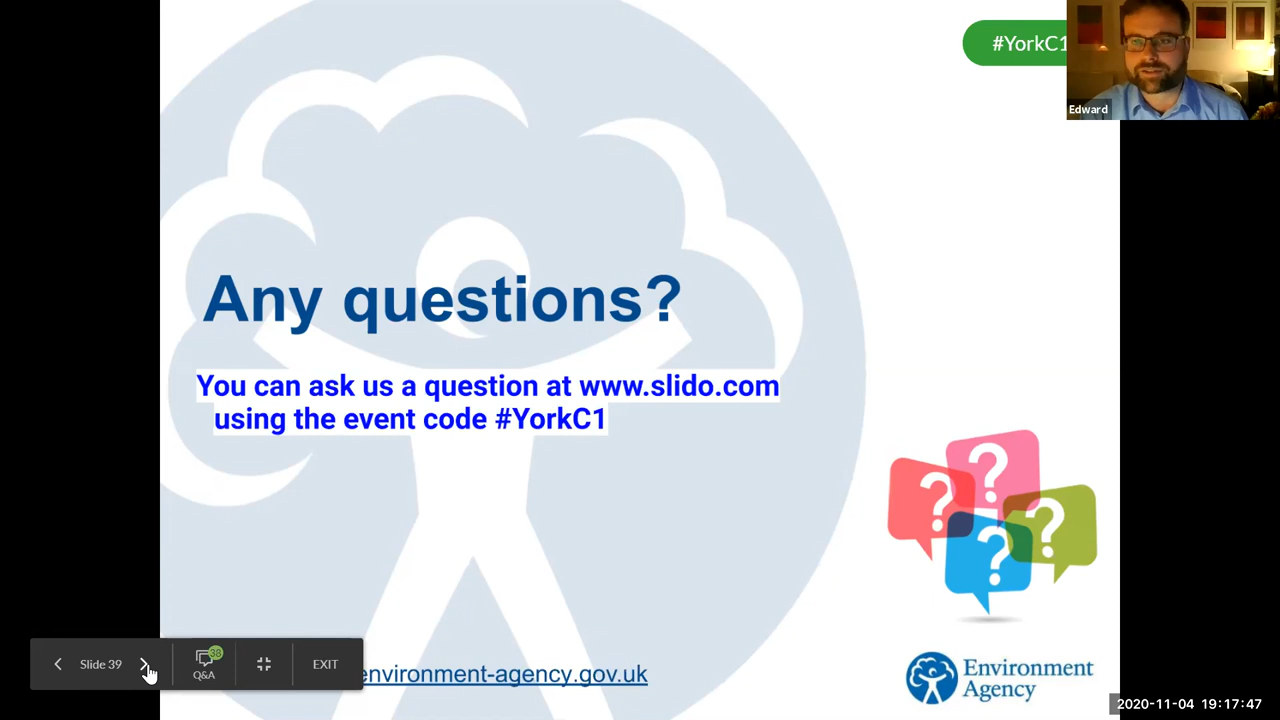 #YorkC1
Edward
Any questions?
You can ask us a question at www.slido.com
using the event code #YorkC1
? ? ? ?
Slide 39
38
Q&A
EXIT
environment-agency.gov.uk
Environment
Agency
2020-11-04 19:17:47